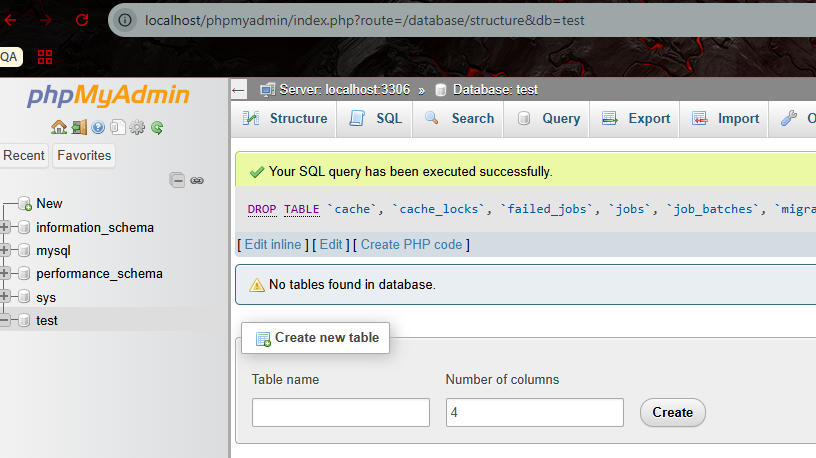 localhost/phpmyadmin/index.php?route=/database/structure&db=test
QA
phpMyAdmin
Server: localhost:3306 » Database: test
Structure SQL Search Query Export Import
Recent Favorites
New
information_schema
mysql
performance_schema
sys
test
Your SQL query has been executed successfully.
DROP TABLE `cache`, `cache_locks`, `failed_jobs`, `jobs`, `job_batches`, `migra
[ Edit inline ] [ Edit ] [ Create PHP code ]
No tables found in database.
Create new table
Table name Number of columns
4 Create